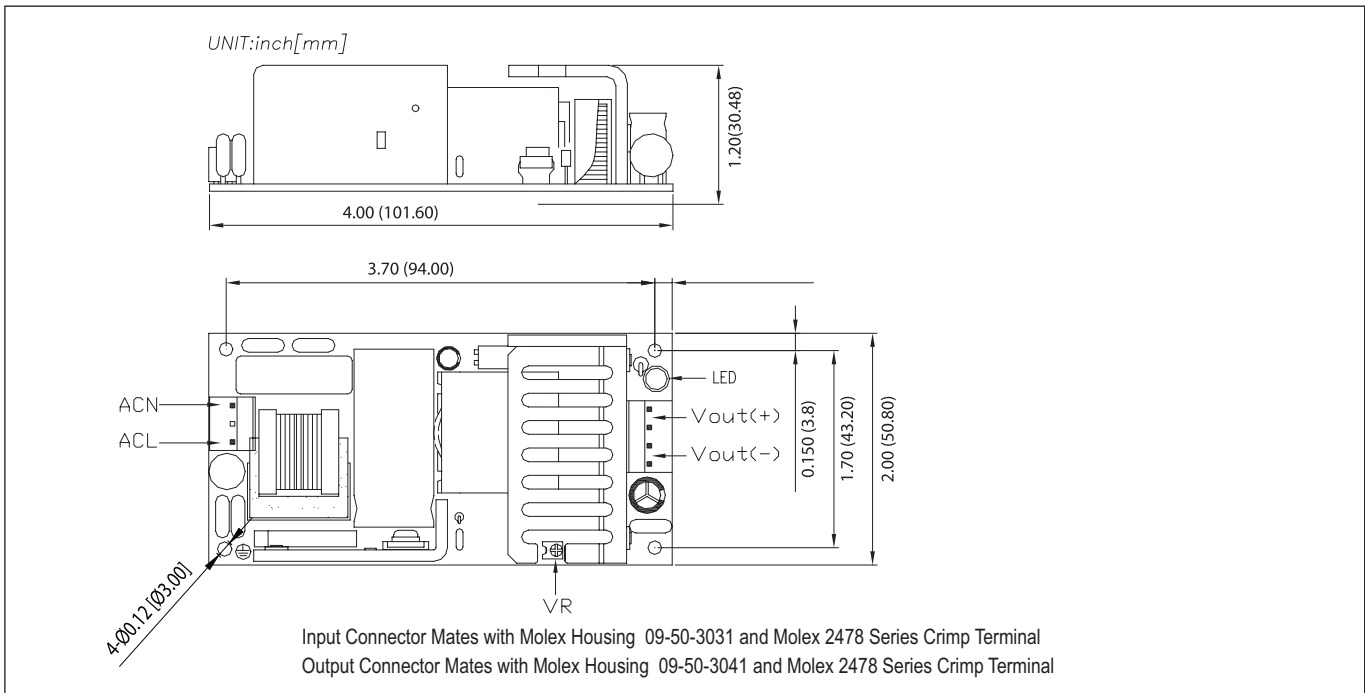 UNIT:inch[mm]
1.20(30.48)
4.00 (101.60)
3.70 (94.00)
ACN
ACL
LED
Vout(+)
Vout(-)
0.150 (3.8)
1.70 (43.20)
2.00 (50.80)
4-Ø0.12 [Ø3.00]
VR
Input Connector Mates with Molex Housing 09-50-3031 and Molex 2478 Series Crimp Terminal
Output Connector Mates with Molex Housing 09-50-3041 and Molex 2478 Series Crimp Terminal